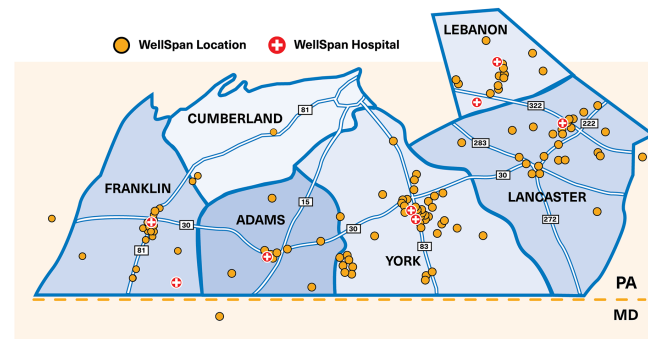 LEBANON
WellSpan Location
WellSpan Hospital
322
81
CUMBERLAND
222
283
30
FRANKLIN
LANCASTER
15
ADAMS
272
30
30
81
83
YORK
PA
MD